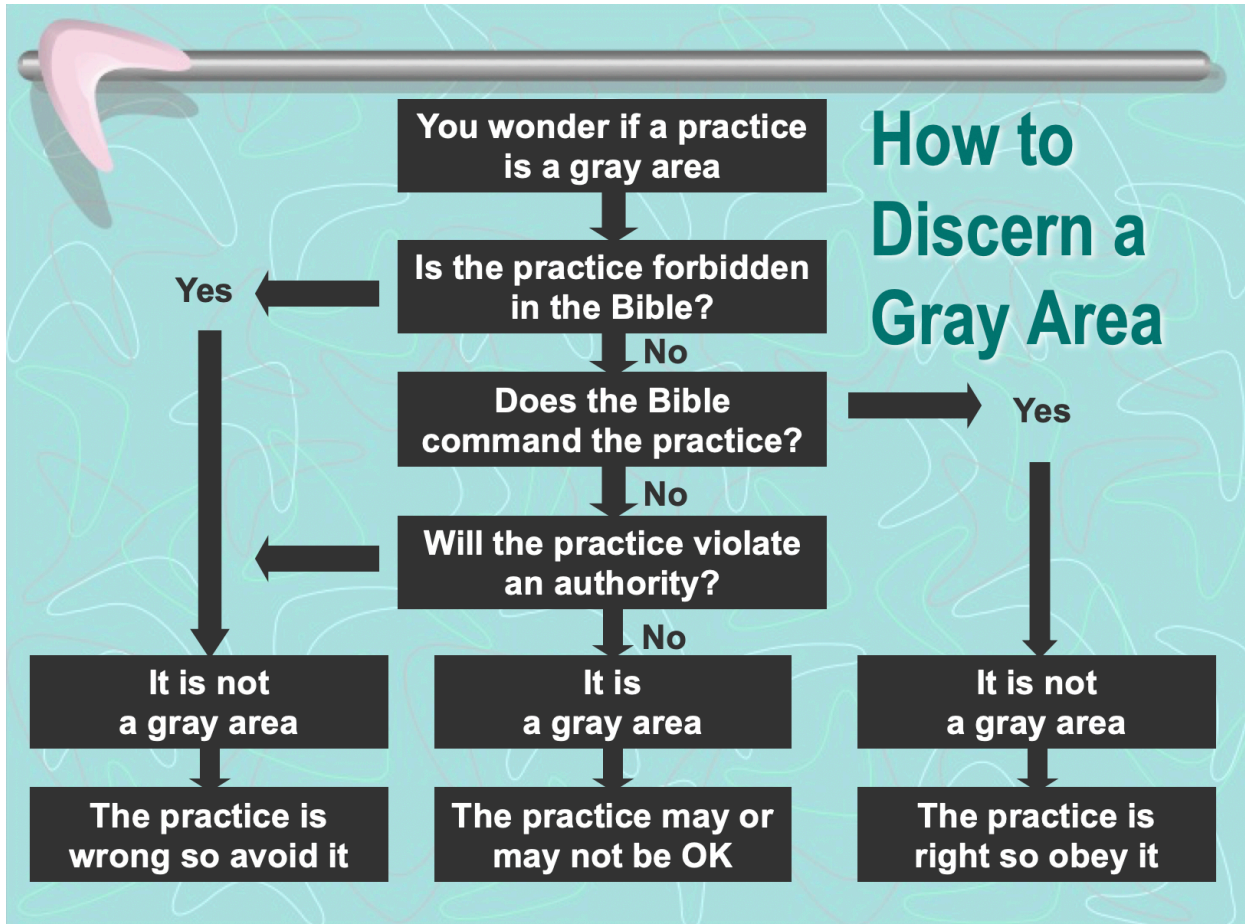 How to
Discern a
Gray Area
You wonder if a practice
is a gray area
Is the practice forbidden
in the Bible?
Yes
No
Does the Bible
command the practice?
Yes
No
Will the practice violate
an authority?
No
It is not
a gray area
The practice is
wrong so avoid it
It is
a gray area
The practice may or
may not be OK
It is not
a gray area
The practice is
right so obey it